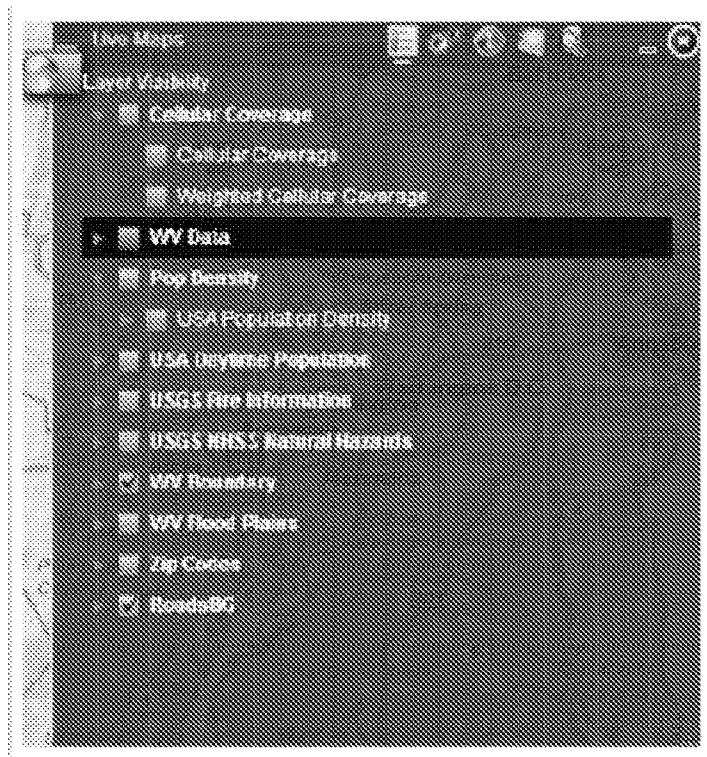 Live Maps
Layer Visibility
Cellular Coverage
Cellular Coverage
Weighted Cellular Coverage
WV Data
Pop Density
USA Population Density
USA Daytime Population
USGS Fire Information
USGS NHSS Natural Hazards
WV Boundary
WV Flood Plains
Zip Codes
RoadsBG